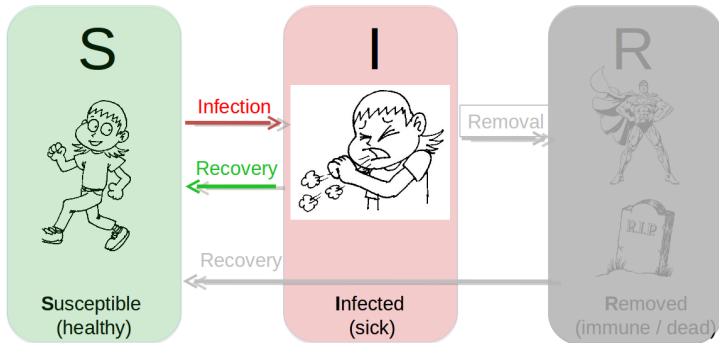 S
I
R
Infection
Removal
Recovery
R.I.P
Recovery
Susceptible
(healthy)
Infected
(sick)
Removed
(immune / dead)